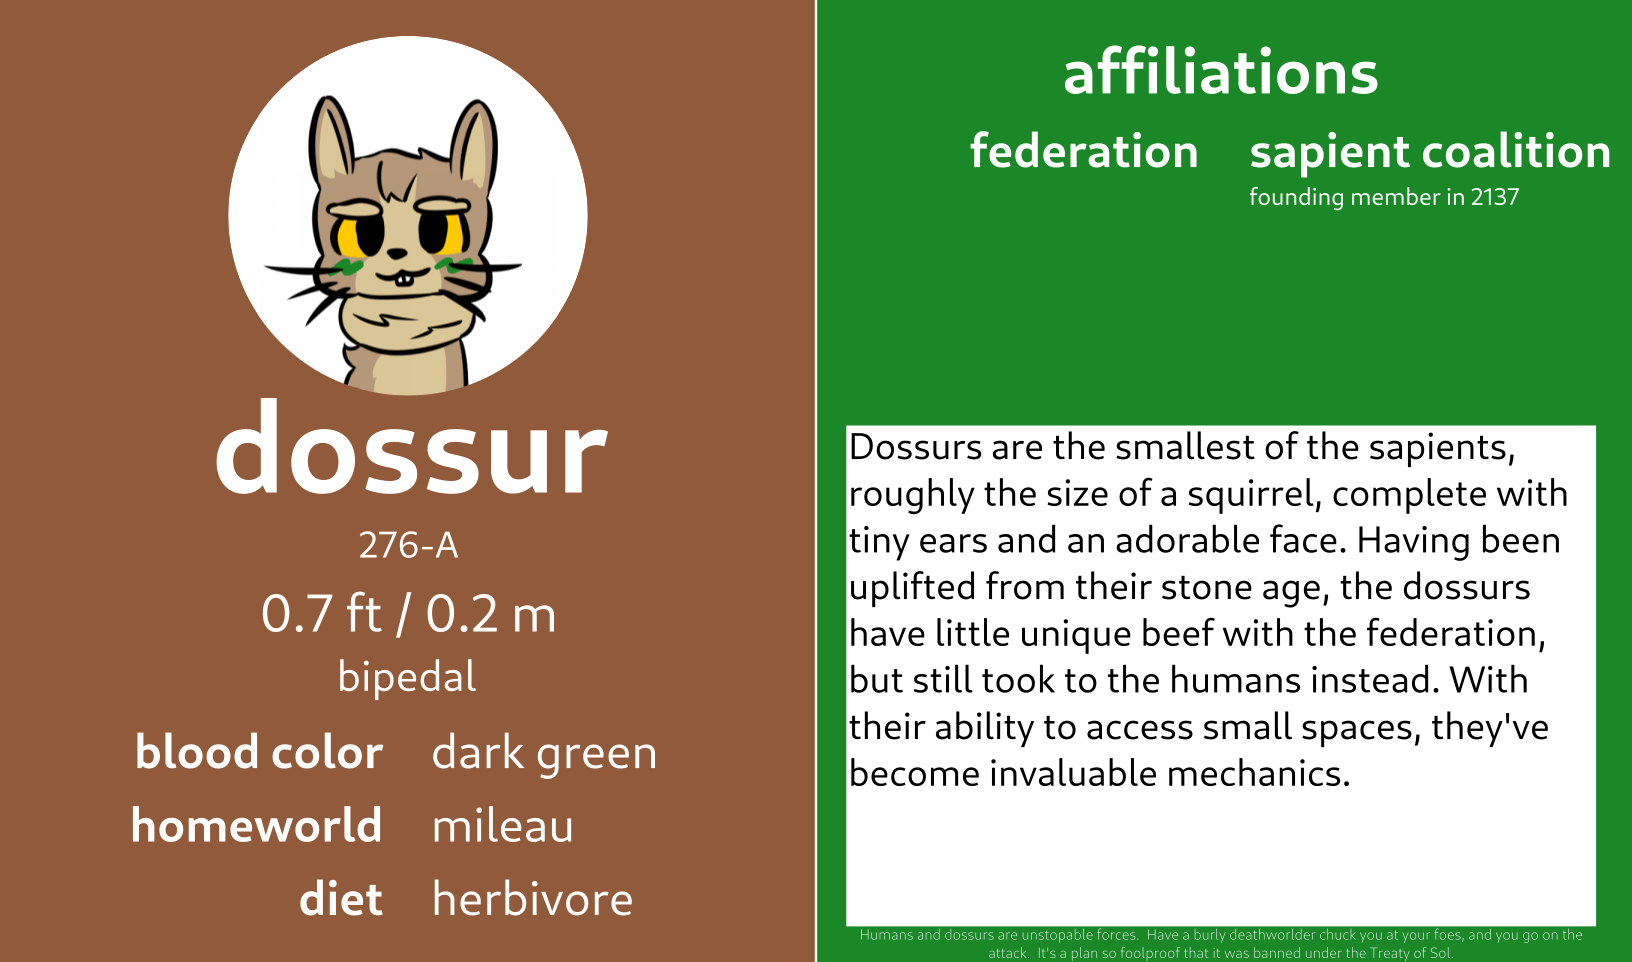 dossur
276-A
0.7 ft / 0.2 m
bipedal
blood color dark green
homeworld mileau
diet herbivore
affiliations
federation sapient coalition
founding member in 2137
Dossurs are the smallest of the sapients,
roughly the size of a squirrel, complete with
tiny ears and an adorable face. Having been
uplifted from their stone age, the dossurs
have little unique beef with the federation,
but still took to the humans instead. With
their ability to access small spaces, they've
become invaluable mechanics.
Humans and dossurs are unstopable forces. Have a burly deathworlder chuck you at your foes, and you go on the
attack. It's a plan so foolproof that it was banned under the Treaty of Sol.